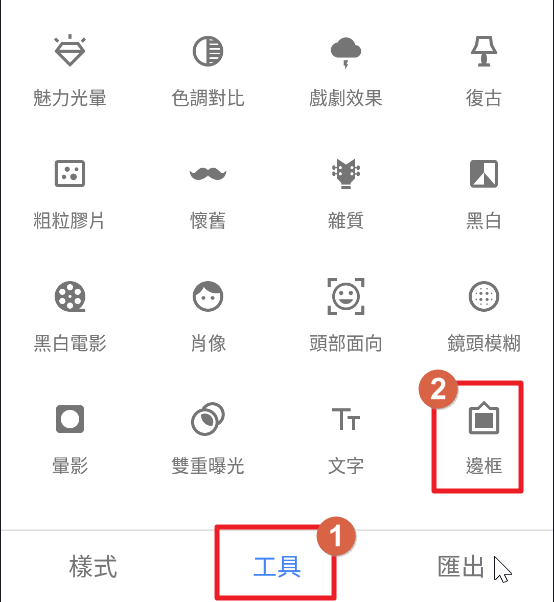 魅力光暈 色調對比 戲劇效果 復古
粗粒膠片 懷舊 雜質 黑白
黑白電影 肖像 頭部面向 鏡頭模糊
2
暈影 雙重曝光 文字 邊框
1
樣式 工具 匯出